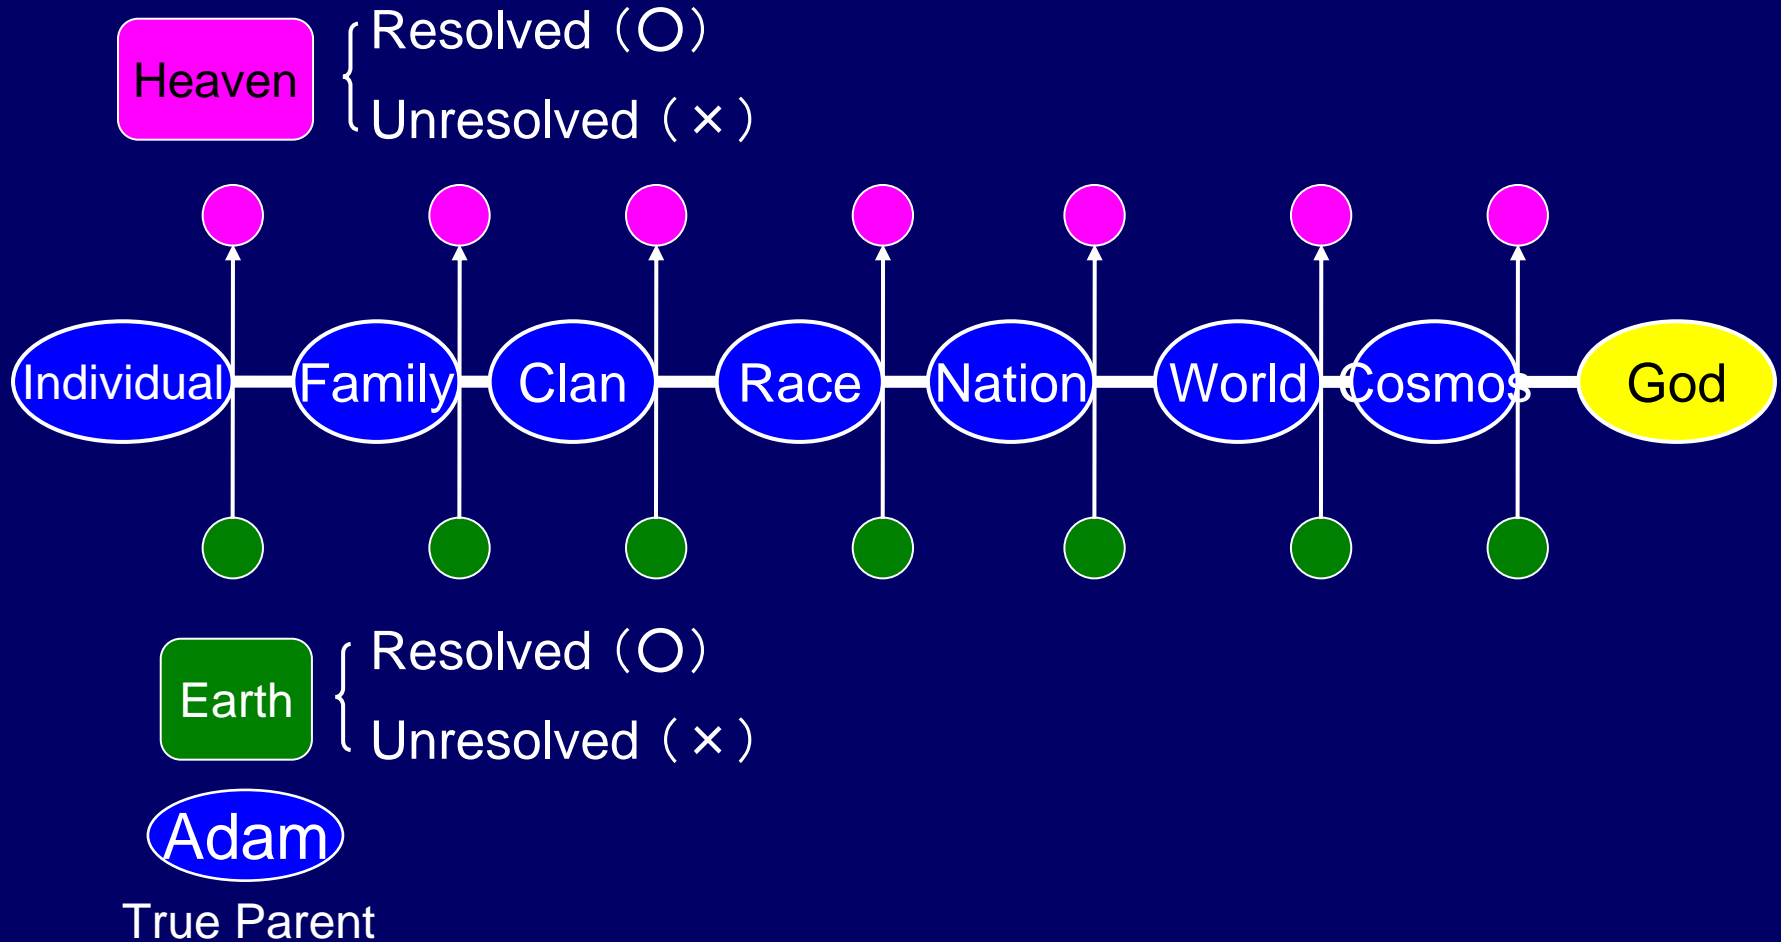 Heaven
Resolved（○）
Unresolved（×）
Individual Family Clan Race Nation World Cosmos God
Earth
Resolved（○）
Unresolved（×）
Adam
True Parent